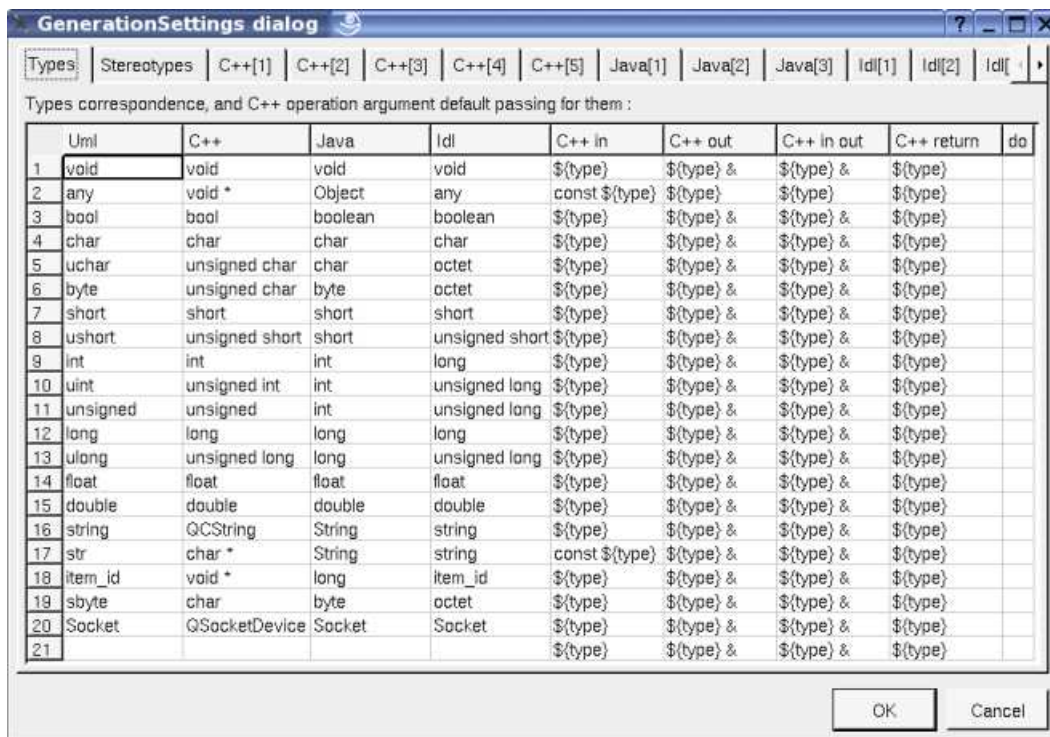 GenerationSettings dialog ?
Types Stereotypes C++[1] C++[2] C++[3] C++[4] C++[5] Java[1] Java[2] Java[3] Idl[1] Idl[2] Idl[
Types correspondence, and C++ operation argument default passing for them :
Uml C++ Java Idl C++ in C++ out C++ in out C++ return do
1 void void void void ${type} ${type} & ${type} & ${type}
2 any void * Object any const ${type} ${type} ${type} ${type}
3 bool bool boolean boolean ${type} ${type} & ${type} & ${type}
4 char char char char ${type} ${type} & ${type} & ${type}
5 uchar unsigned char char octet ${type} ${type} & ${type} & ${type}
6 byte unsigned char byte octet ${type} ${type} & ${type} & ${type}
7 short short short short ${type} ${type} & ${type} & ${type}
8 ushort unsigned short short unsigned short ${type} ${type} & ${type} & ${type}
9 int int int long ${type} ${type} & ${type} & ${type}
10 uint unsigned int int unsigned long ${type} ${type} & ${type} & ${type}
11 unsigned unsigned int unsigned long ${type} ${type} & ${type} & ${type}
12 long long long long ${type} ${type} & ${type} & ${type}
13 ulong unsigned long long unsigned long ${type} ${type} & ${type} & ${type}
14 float float float float ${type} ${type} & ${type} & ${type}
15 double double double double ${type} ${type} & ${type} & ${type}
16 string QCString String string ${type} ${type} & ${type} & ${type}
17 str char * String string const ${type} ${type} & ${type} & ${type}
18 item_id void * long item_id ${type} ${type} & ${type} & ${type}
19 sbyte char byte octet ${type} ${type} & ${type} & ${type}
20 Socket QSocketDevice Socket Socket ${type} ${type} & ${type} & ${type}
21 ${type} ${type} & ${type} & ${type}
OK Cancel